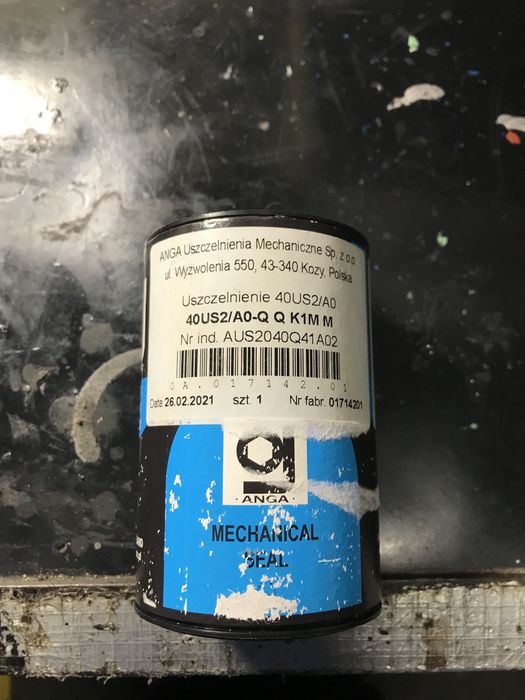 ANGA Uszczelnienia Mechaniczne Sp. z o.o
ul. Wyzwolenia 550, 43-340 Kozy, Polska
Uszczelnienie 40US2/A0
40US2/A0-Q Q K1M M
Nr ind. AUS2040Q41A02
0A.017142.01
Data 26.02.2021 szt. 1 Nr fabr. 01714201
ANGA
MECHANICAL
SEAL